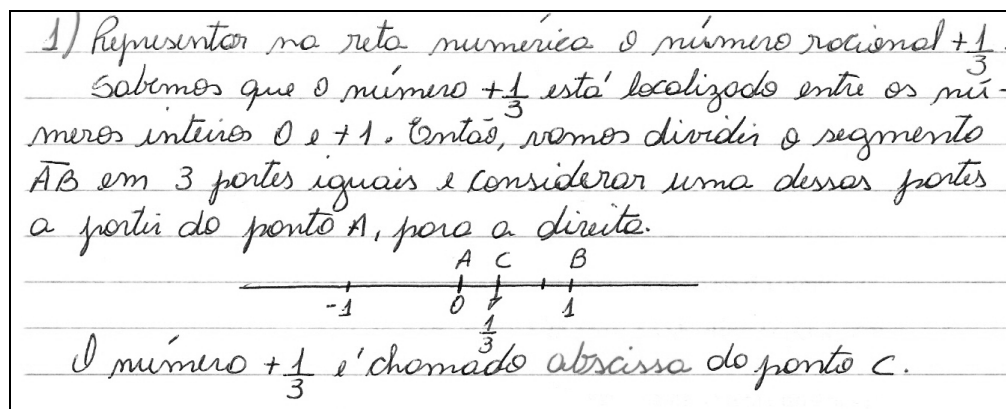 1) Representar na reta numérica o número racional +1/3.
Sabemos que o número +1/3 está localizado entre os nú-
meros inteiros 0 e +1. Então, vamos dividir o segmento
A̅B̅ em 3 partes iguais e considerar uma dessas partes
a partir do ponto A, para a direita.
A C B
-1 0 1/3 1
O número +1/3 é chamado abscissa do ponto C.